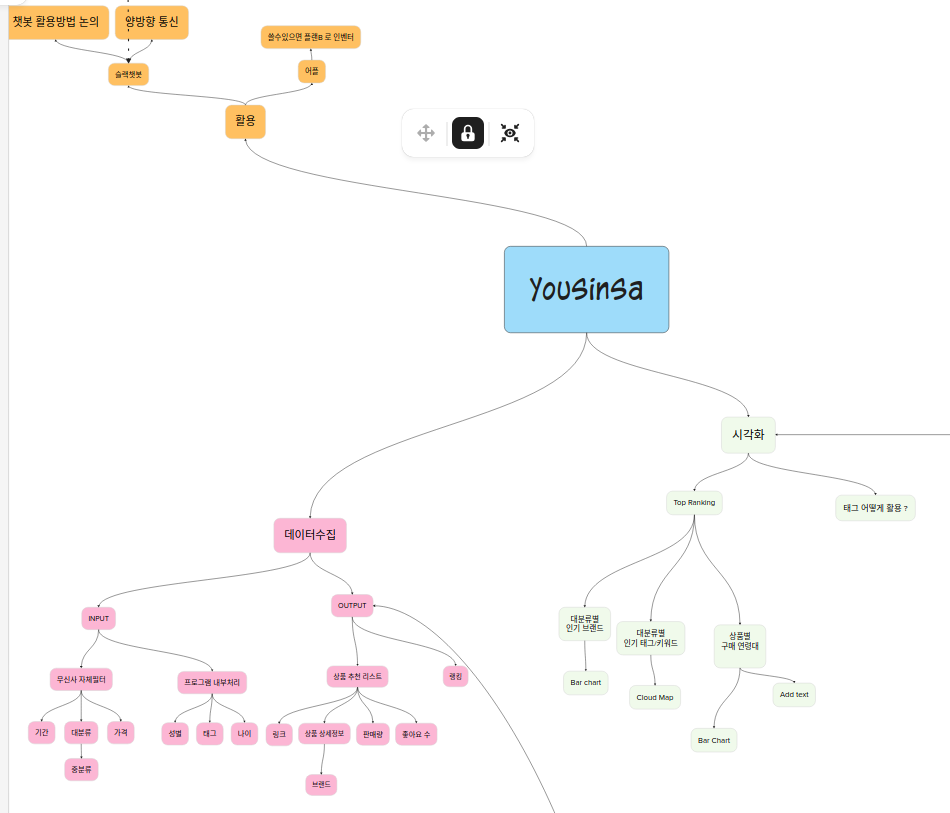 챗봇 활용방법 논의
양방향 통신
쓸수있으면 플랜B 로 인벤터
어플
슬랙챗봇
활용
Yousinsa
시각화
Top Ranking
태그 어떻게 활용 ?
데이터수집
INPUT
OUTPUT
대분류별
인기 브랜드
대분류별
인기 태그/키워드
상품별
구매 연령대
무신사 자체필터
프로그램 내부처리
상품 추천 리스트
랭킹
Bar chart
Cloud Map
Add text
기간
대분류
가격
성별
태그
나이
링크
상품 상세정보
판매량
좋아요 수
Bar Chart
중분류
브랜드